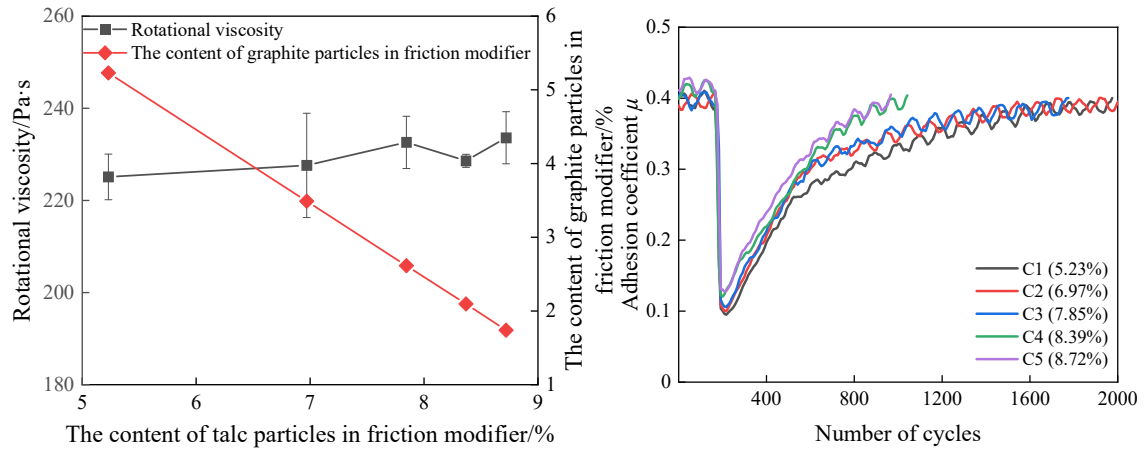 260
240
220
200
180
Rotational viscosity/Pa·s
Rotational viscosity
The content of graphite particles in friction modifier
6
5
4
3
2
1
The content of graphite particles in
friction modifier/%
5
6
7
8
9
The content of talc particles in friction modifier/%
0.5
0.4
0.3
0.2
0.1
0
Adhesion coefficient μ
C1 (5.23%)
C2 (6.97%)
C3 (7.85%)
C4 (8.39%)
C5 (8.72%)
400
800
1200
1600
2000
Number of cycles